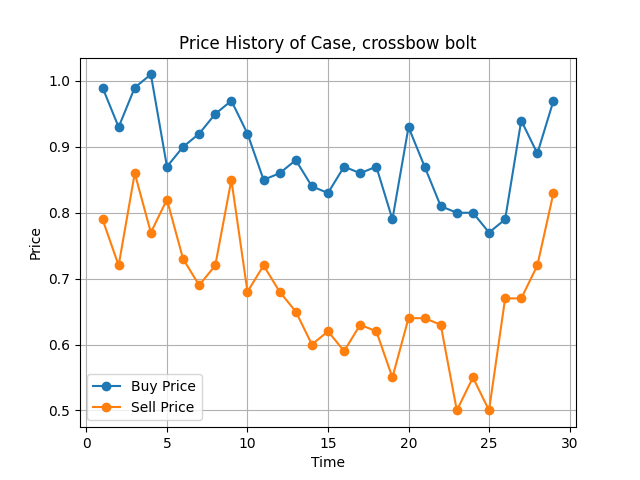 Price History of Case, crossbow bolt
Price
1.0
0.9
0.8
0.7
0.6
0.5
Buy Price
Sell Price
0 5 10 15 20 25 30
Time